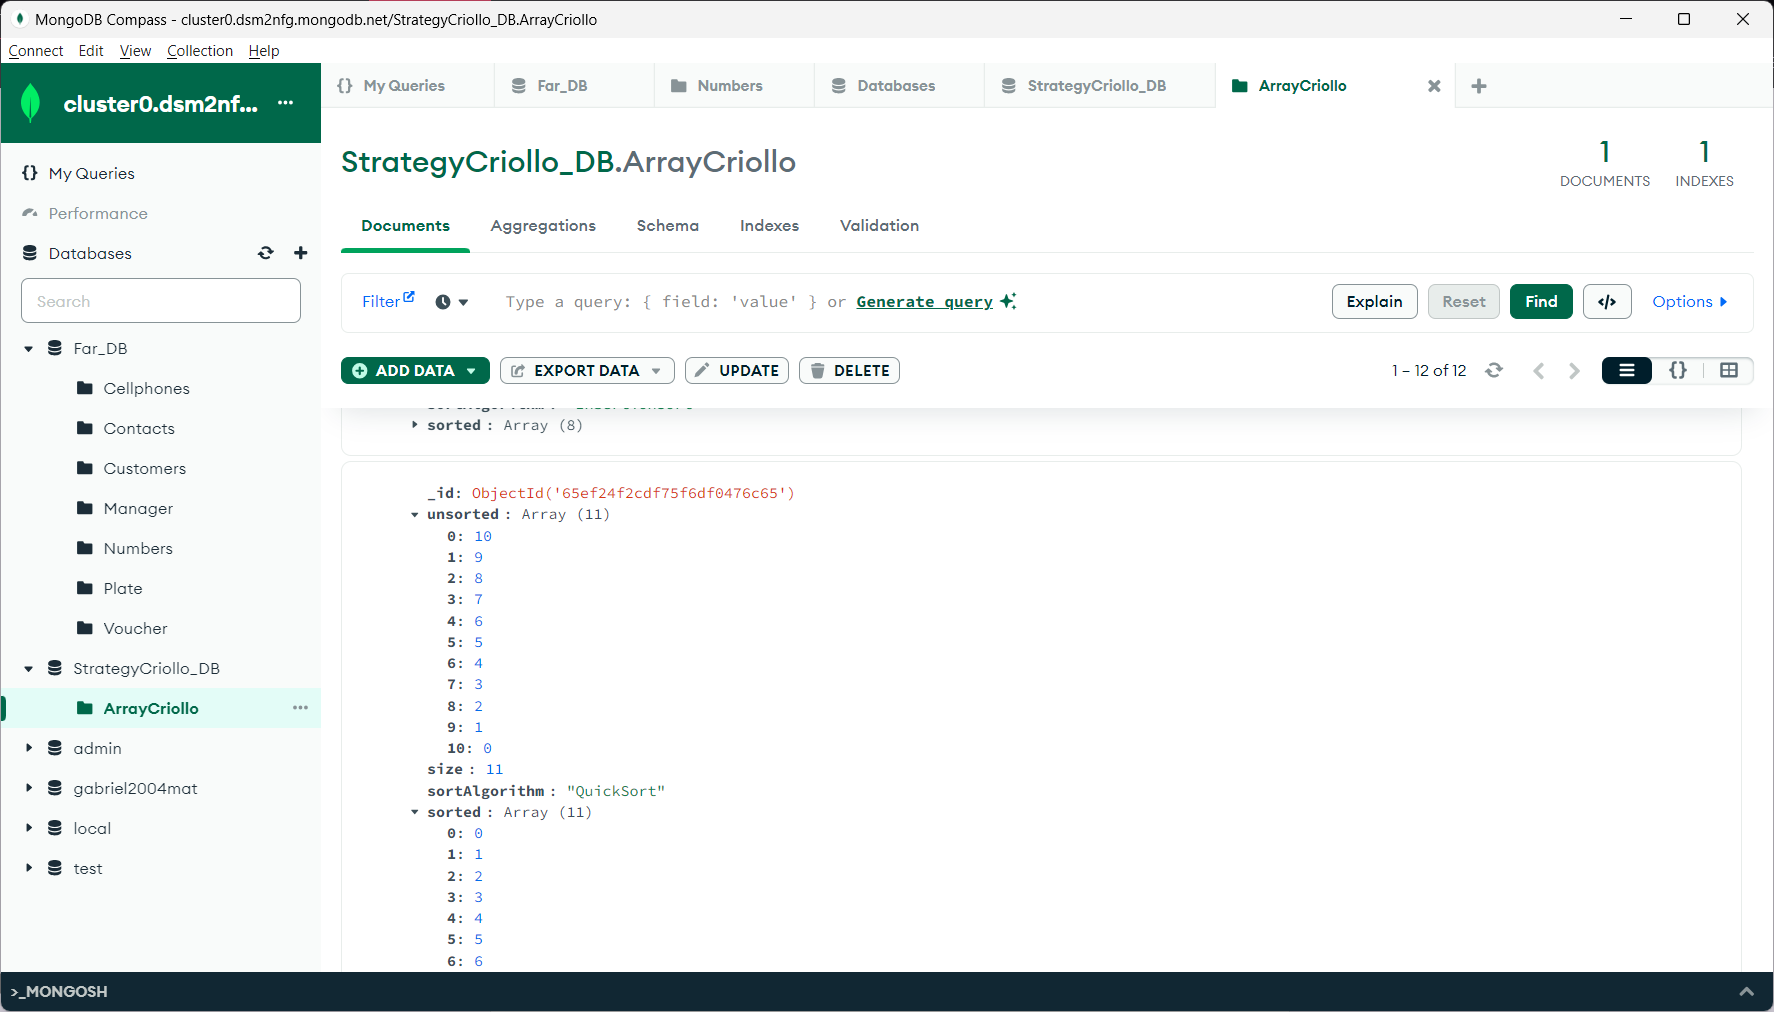 MongoDB Compass - cluster0.dsm2nfg.mongodb.net/StrategyCriollo_DB.ArrayCriollo
Connect Edit View Collection Help
cluster0.dsm2nf... ...
{} My Queries
Far_DB
Numbers
Databases
StrategyCriollo_DB
ArrayCriollo
{} My Queries
Performance
Databases
Search
Far_DB
Cellphones
Contacts
Customers
Manager
Numbers
Plate
Voucher
StrategyCriollo_DB
ArrayCriollo ...
admin
gabriel2004mat
local
test
StrategyCriollo_DB.ArrayCriollo
1
DOCUMENTS
1
INDEXES
Documents Aggregations Schema Indexes Validation
Filter Type a query: { field: 'value' } or Generate query Explain Reset Find </> Options
ADD DATA EXPORT DATA UPDATE DELETE 1 – 12 of 12 {}
sorted : Array (8)
_id: ObjectId('65ef24f2cdf75f6df0476c65')
unsorted : Array (11)
0: 10
1: 9
2: 8
3: 7
4: 6
5: 5
6: 4
7: 3
8: 2
9: 1
10: 0
size : 11
sortAlgorithm : "QuickSort"
sorted : Array (11)
0: 0
1: 1
2: 2
3: 3
4: 4
5: 5
6: 6
>_MONGOSH